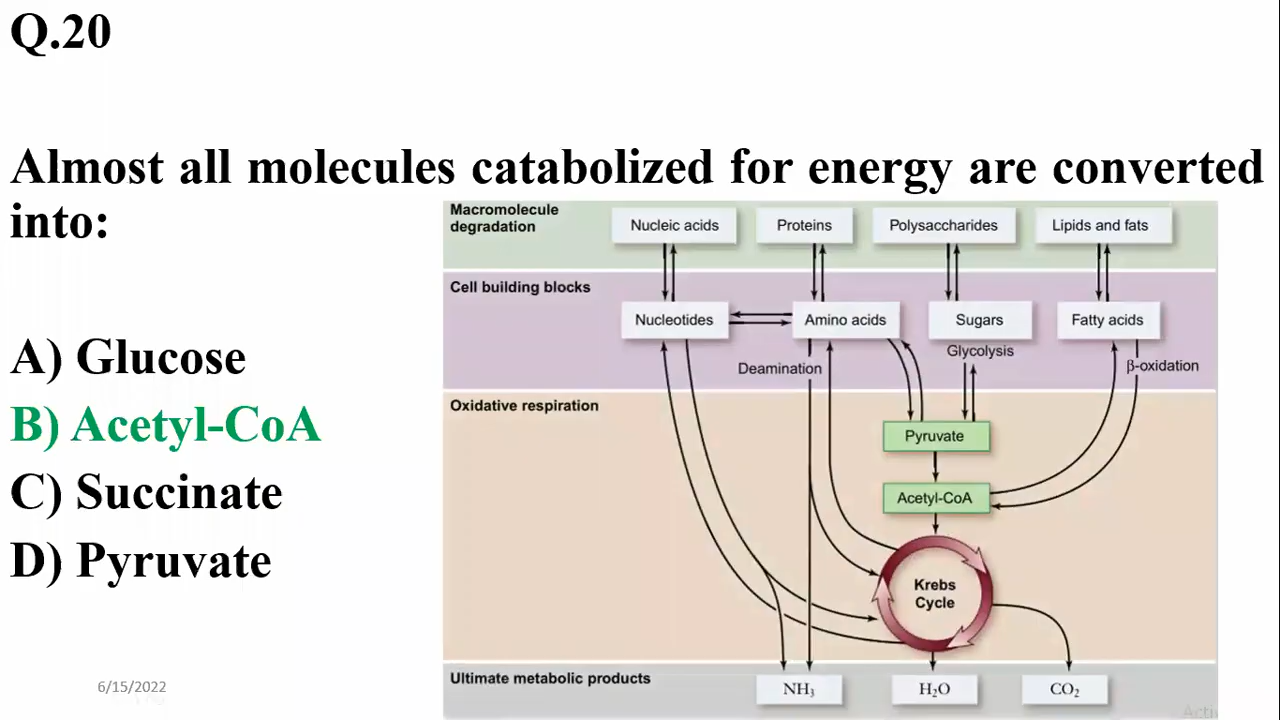 Q.20
Almost all molecules catabolized for energy are converted
into:
A) Glucose
B) Acetyl-CoA
C) Succinate
D) Pyruvate
6/15/2022
Macromolecule
degradation
Nucleic acids
Proteins
Polysaccharides
Lipids and fats
Cell building blocks
Nucleotides
Amino acids
Sugars
Fatty acids
Deamination
Glycolysis
β-oxidation
Oxidative respiration
Pyruvate
Acetyl-CoA
Krebs
Cycle
Ultimate metabolic products
NH₃
H₂O
CO₂